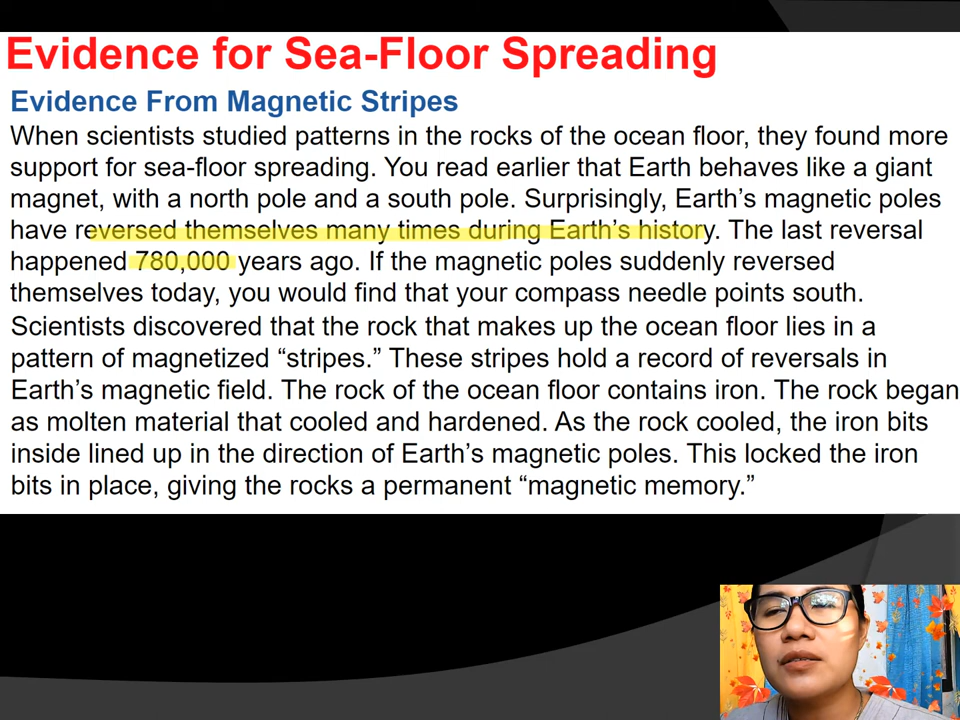 Evidence for Sea-Floor Spreading
Evidence From Magnetic Stripes
When scientists studied patterns in the rocks of the ocean floor, they found more
support for sea-floor spreading. You read earlier that Earth behaves like a giant
magnet, with a north pole and a south pole. Surprisingly, Earth’s magnetic poles
have reversed themselves many times during Earth’s history. The last reversal
happened 780,000 years ago. If the magnetic poles suddenly reversed
themselves today, you would find that your compass needle points south.
Scientists discovered that the rock that makes up the ocean floor lies in a
pattern of magnetized “stripes.” These stripes hold a record of reversals in
Earth’s magnetic field. The rock of the ocean floor contains iron. The rock began
as molten material that cooled and hardened. As the rock cooled, the iron bits
inside lined up in the direction of Earth’s magnetic poles. This locked the iron
bits in place, giving the rocks a permanent “magnetic memory.”